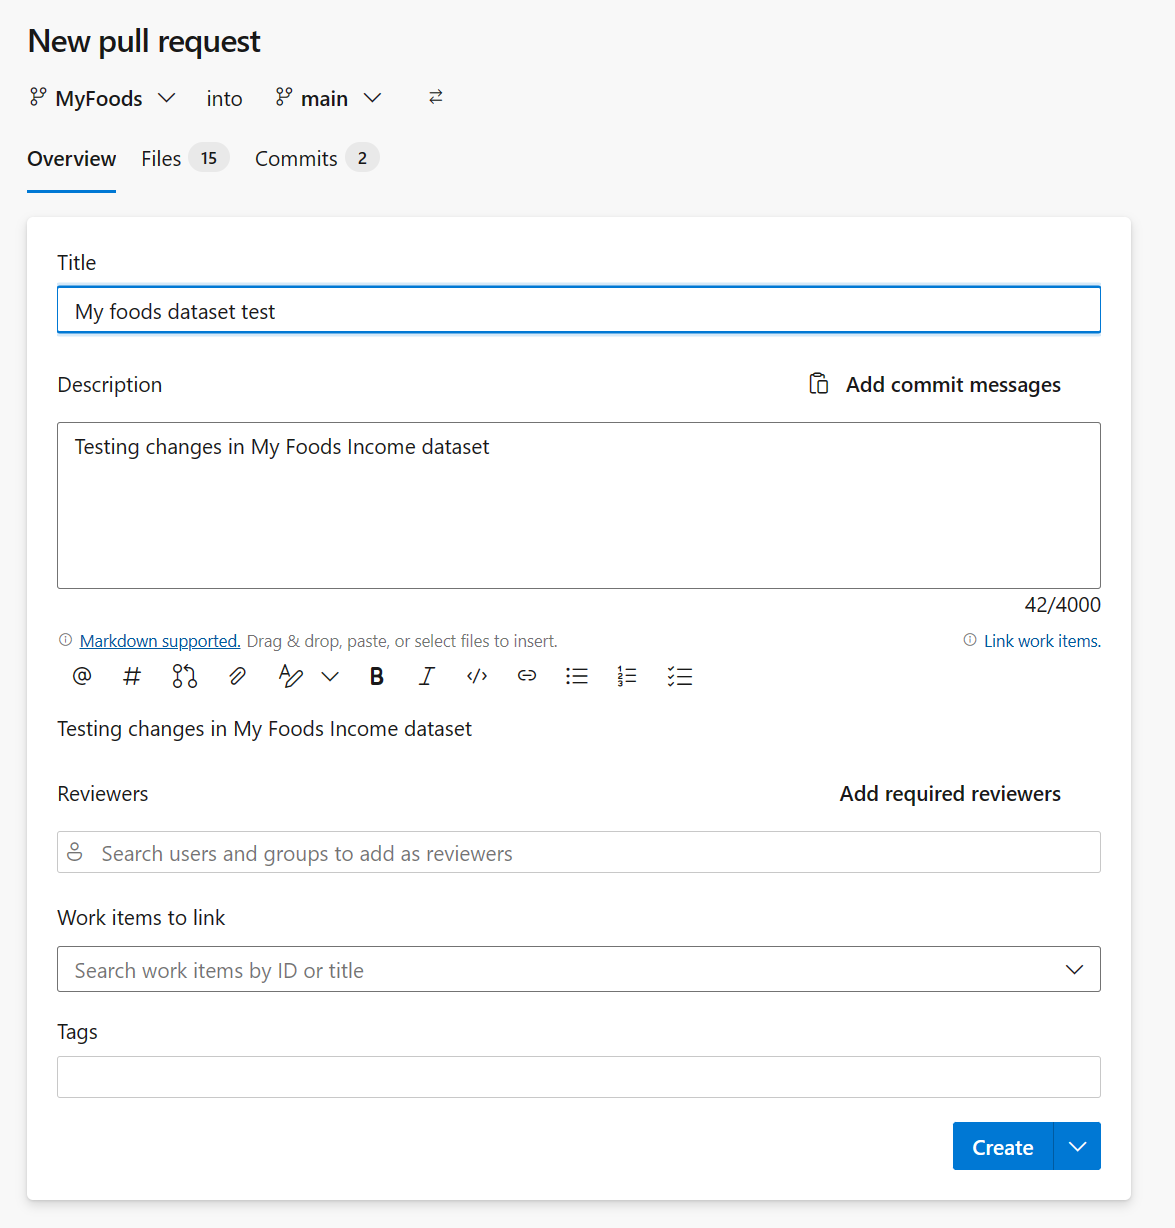 New pull request
MyFoods into main
Overview Files 15 Commits 2
Title
My foods dataset test
Description Add commit messages
Testing changes in My Foods Income dataset
42/4000
Markdown supported. Drag & drop, paste, or select files to insert. Link work items.
Testing changes in My Foods Income dataset
Reviewers Add required reviewers
Search users and groups to add as reviewers
Work items to link
Search work items by ID or title
Tags
Create